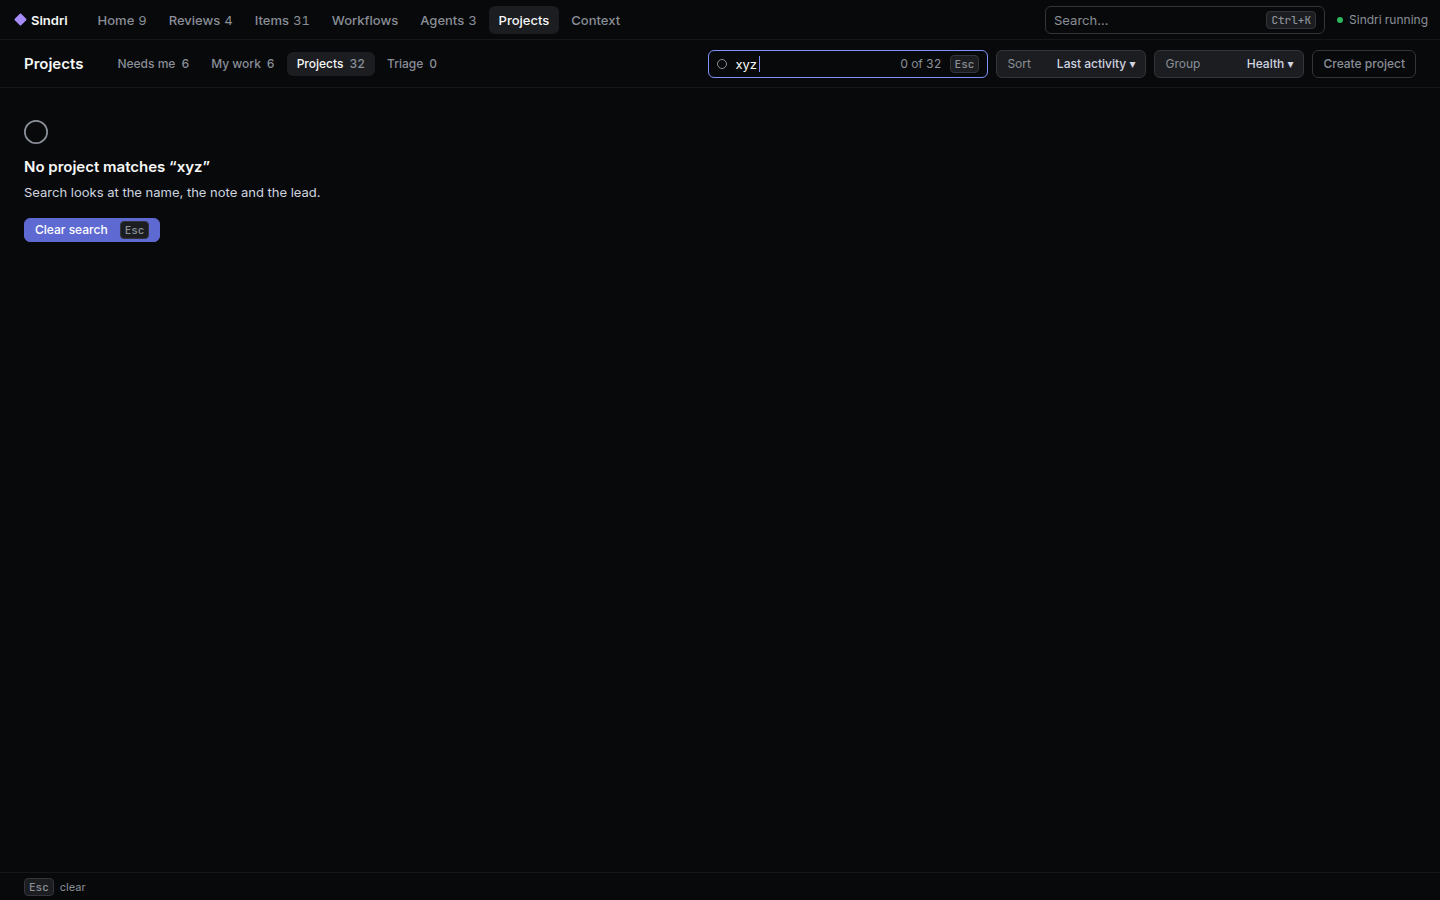 Sindri Home 9 Reviews 4 Items 31 Workflows Agents 3 Projects Context Search... Ctrl+K Sindri running
Projects Needs me 6 My work 6 Projects 32 Triage 0 xyz 0 of 32 Esc Sort Last activity ▾ Group Health ▾ Create project
No project matches “xyz”
Search looks at the name, the note and the lead.
Clear search Esc
Esc clear